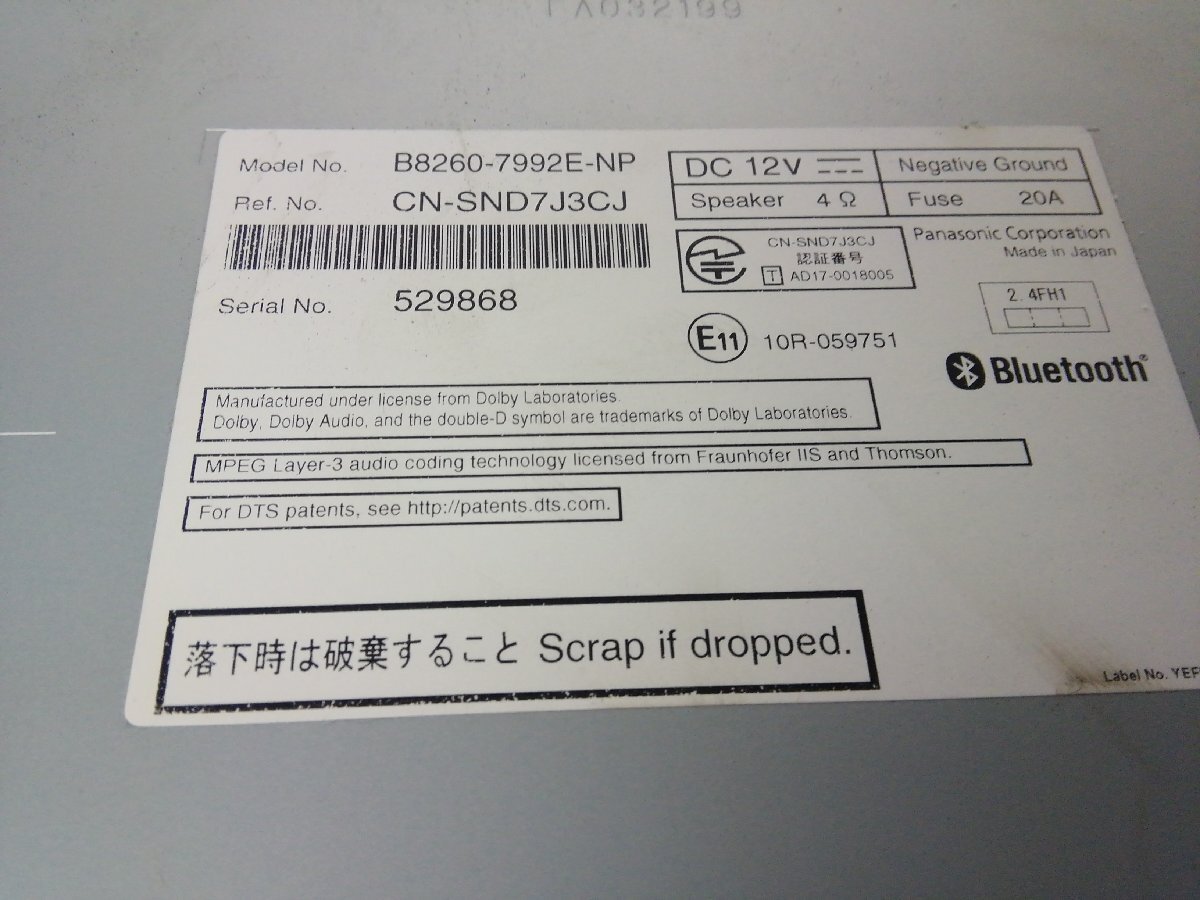 Model No. B8260-7992E-NP
Ref. No. CN-SND7J3CJ
Serial No. 529868
DC 12V
Negative Ground
Speaker 4 Ω
Fuse 20A
CN-SND7J3CJ
認証番号
T AD17-0018005
Panasonic Corporation
Made in Japan
2.4FH1
E11 10R-059751
Bluetooth®
Manufactured under license from Dolby Laboratories.
Dolby, Dolby Audio, and the double-D symbol are trademarks of Dolby Laboratories.
MPEG Layer-3 audio coding technology licensed from Fraunhofer IIS and Thomson.
For DTS patents, see http://patents.dts.com.
落下時は破棄すること Scrap if dropped.
Label No. YEF